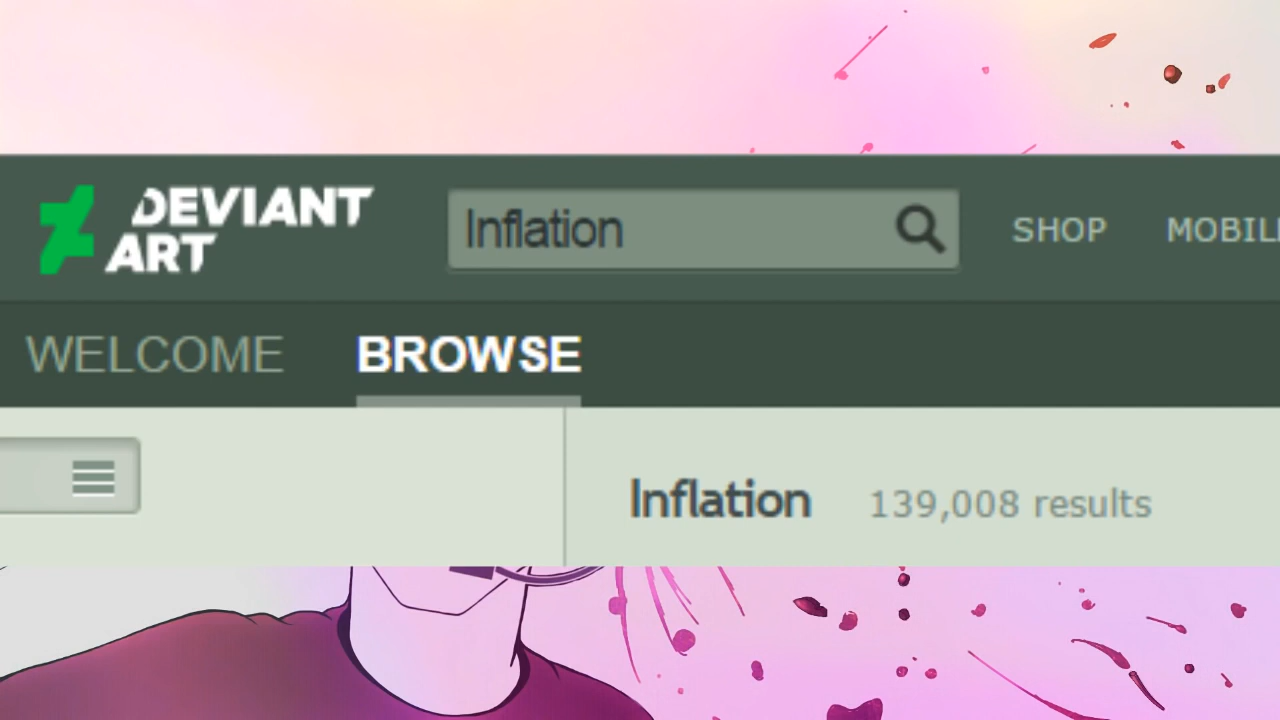 DEVIANT
ART
Inflation
SHOP
MOBIL
WELCOME
BROWSE
Inflation
139,008 results